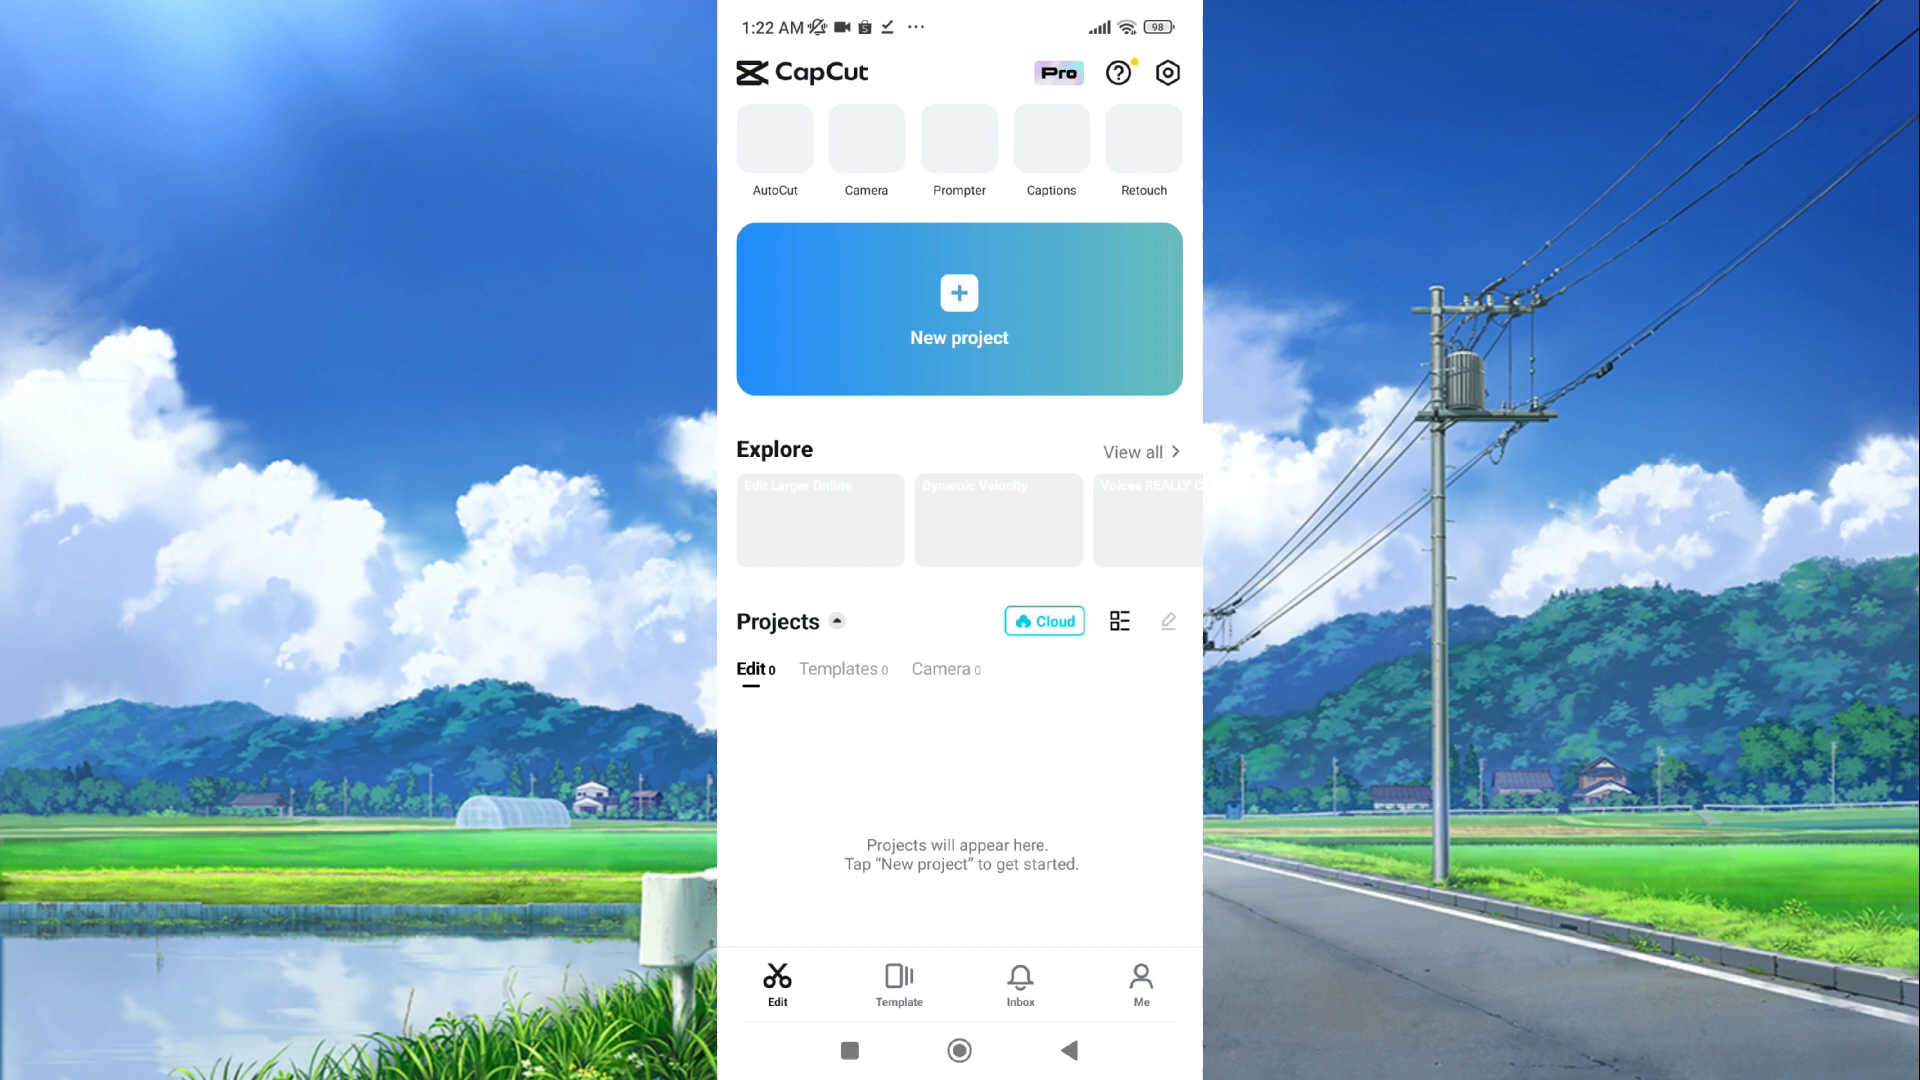 1:22 AM 98
CapCut Pro
AutoCut Camera Prompter Captions Retouch
New project
Explore View all
Edit Larger Online Dynamic Velocity Voices REALLY C
Projects Cloud
Edit 0 Templates 0 Camera 0
Projects will appear here.
Tap “New project” to get started.
Edit Template Inbox Me